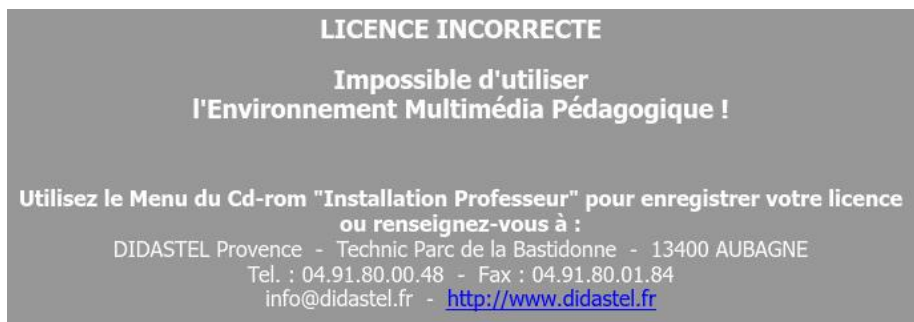 LICENCE INCORRECTE
Impossible d'utiliser
l'Environnement Multimédia Pédagogique !
Utilisez le Menu du Cd-rom "Installation Professeur" pour enregistrer votre licence
ou renseignez-vous à :
DIDASTEL Provence - Technic Parc de la Bastidonne - 13400 AUBAGNE
Tel. : 04.91.80.00.48 - Fax : 04.91.80.01.84
info@didastel.fr - http://www.didastel.fr